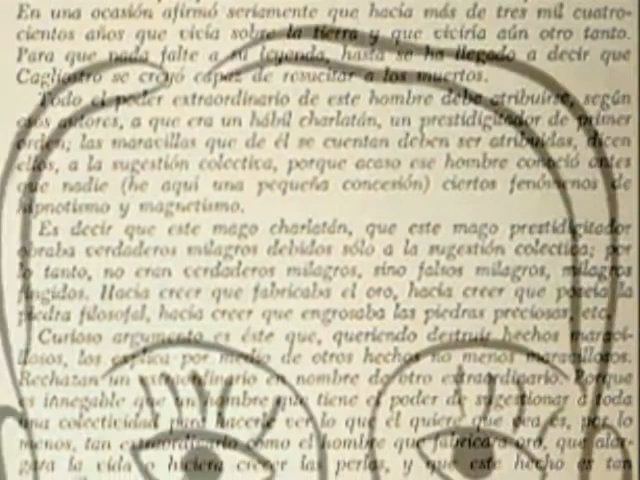 En una ocasión afirmó seriamente que hacía más de tres mil cuatro-
cientos años que vivía sobre la tierra y que viviría aún otro tanto.
Para que nada falte a su leyenda, hasta se ha llegado a decir que
Cagliostro se creyó capaz de resucitar a los muertos.
Todo el poder extraordinario de este hombre debe atribuirse, según
esos autores, a que era un hábil charlatán, un prestidigitador de primer
orden; las maravillas que de él se cuentan deben ser atribuidas, dicen
ellos, a la sugestión colectiva, porque acaso ese hombre conoció antes
que nadie (he aquí una pequeña concesión) ciertos fenómenos de
hipnotismo y magnetismo.
Es decir que este mago charlatán, que este mago prestidigitador
obraba verdaderos milagros debidos sólo a la sugestión colectiva; por
lo tanto, no eran verdaderos milagros, sino falsos milagros, milagros
fingidos. Hacía creer que fabricaba el oro, hacía creer que poseía la
piedra filosofal, hacía creer que engrosaba las piedras preciosas, etc.
Curioso argumento es éste que, queriendo destruir hechos maravi-
llosos, los explica por medio de otros hechos no menos maravillosos.
Rechazan un extraordinario en nombre de otro extraordinario. Porque
es innegable que un hombre que tiene el poder de sugestionar a toda
una colectividad para hacerle ver lo que él quiere que vea es, por lo
menos, tan extraordinario como el hombre que fabricara oro, que alar-
gara la vida o hiciera crecer las perlas, y que este hecho es tan